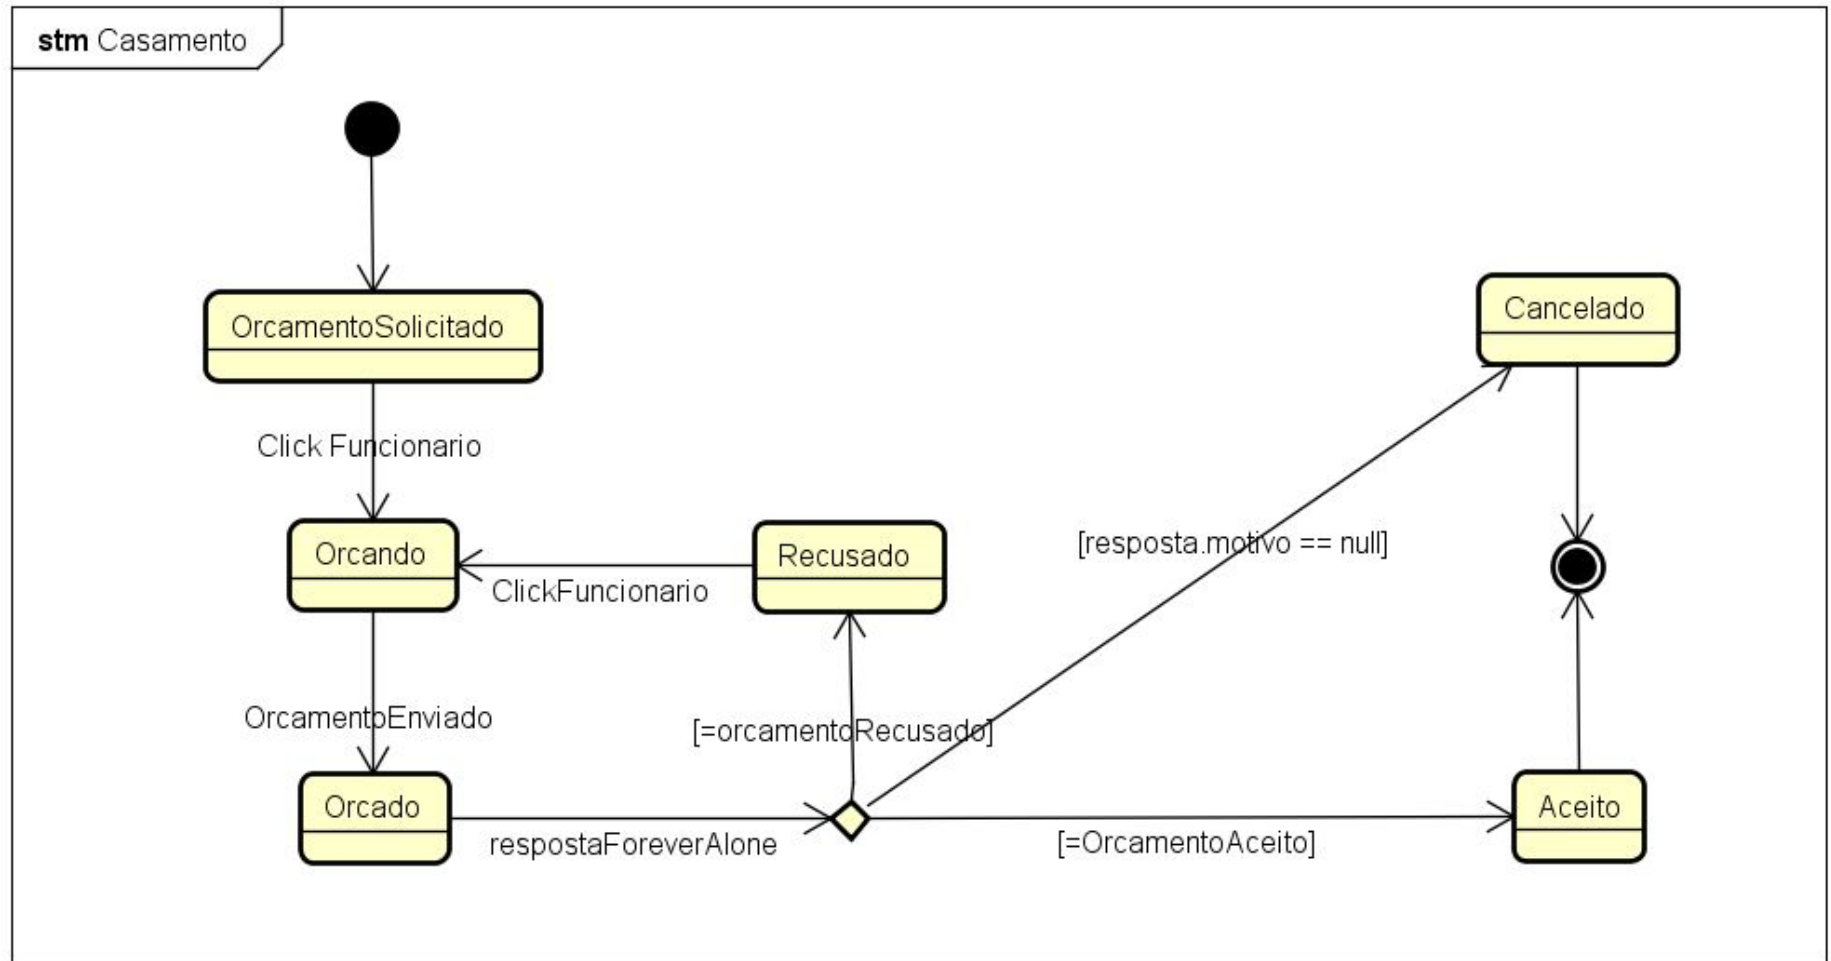 stm Casamento
OrcamentoSolicitado
Cancelado
Click Funcionario
Orcando
Recusado
[resposta.motivo == null]
ClickFuncionario
OrcamentoEnviado
[=orcamentoRecusado]
Orcado
Aceito
respostaForeverAlone
[=OrcamentoAceito]